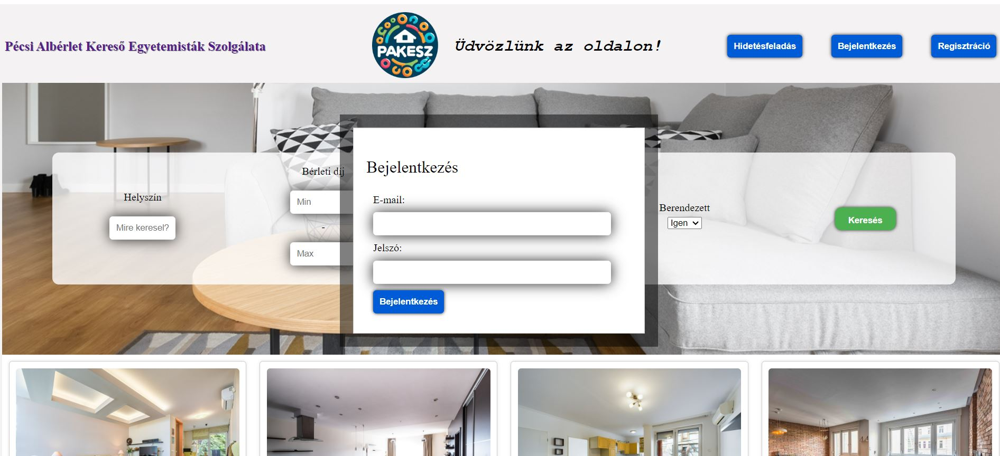 Pécsi Albérlet Kereső Egyetemisták Szolgálata
PAKESZ
Üdvözlünk az oldalon!
Hidetésfeladás
Bejelentkezés
Regisztráció
Helyszín
Mire keresel?
Bérleti díj
Min
-
Max
Bejelentkezés
E-mail:
Jelszó:
Bejelentkezés
Berendezett
Igen
Keresés